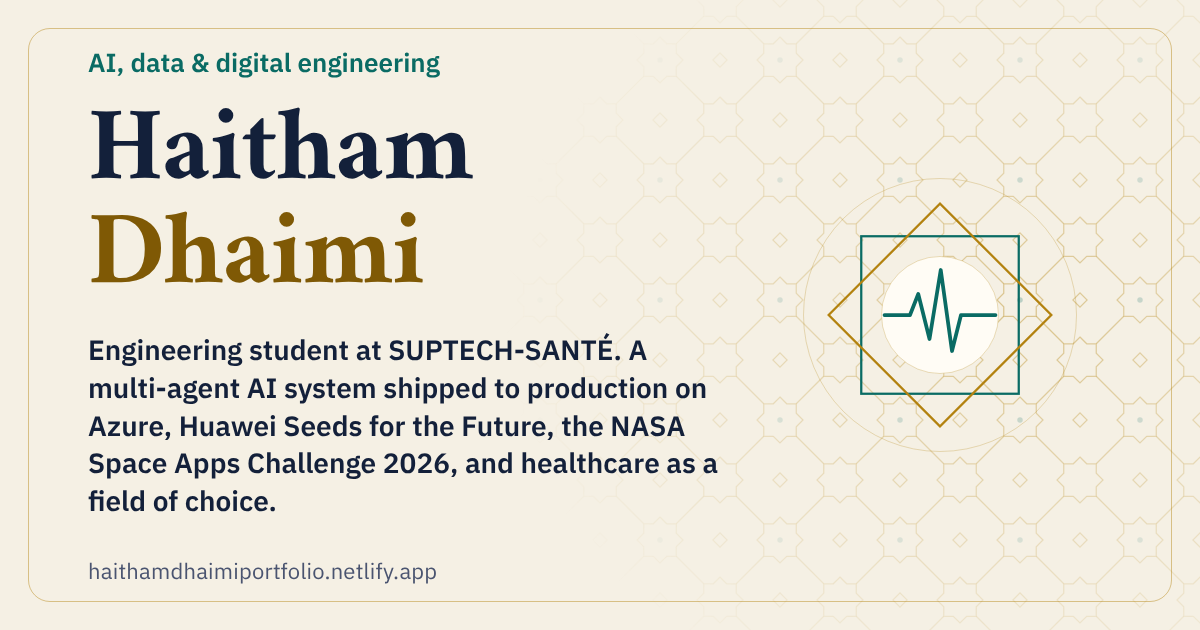 AI, data & digital engineering
Haitham
Dhaimi
Engineering student at SUPTECH-SANTÉ. A
multi-agent AI system shipped to production on
Azure, Huawei Seeds for the Future, the NASA
Space Apps Challenge 2026, and healthcare as a
field of choice.
haithamdhaimiportfolio.netlify.app